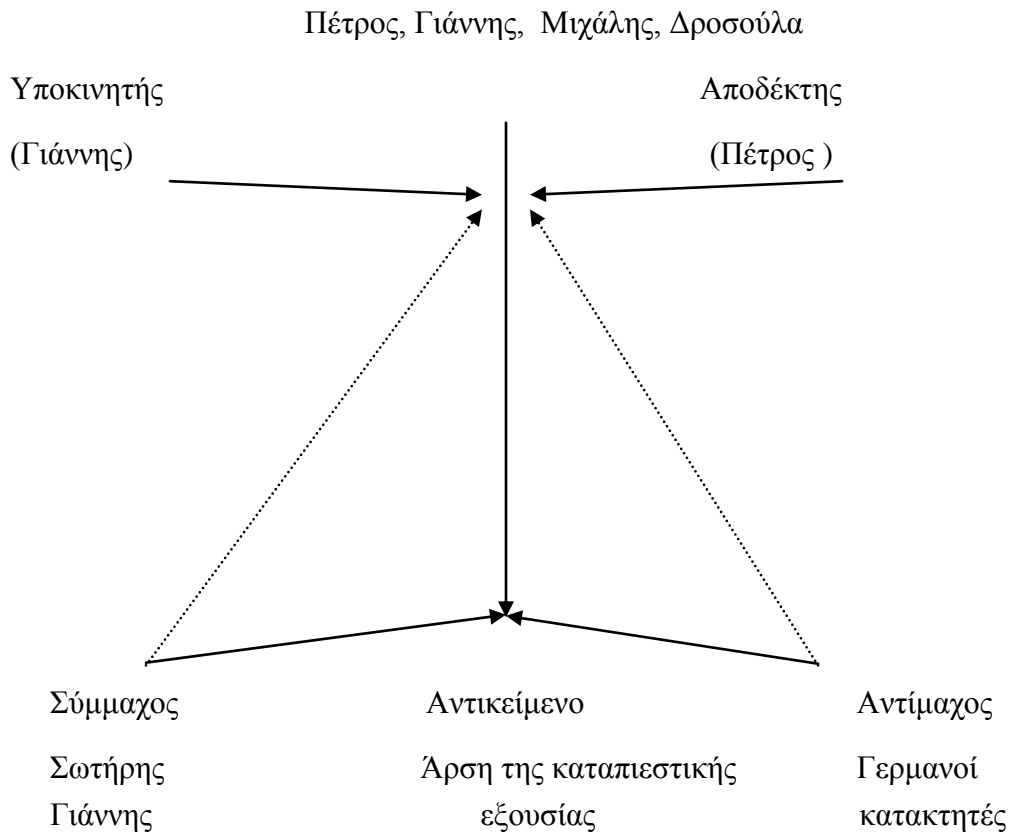 Πέτρος, Γιάννης, Μιχάλης, Δροσούλα
Υποκινητής Αποδέκτης
(Γιάννης) (Πέτρος )
Σύμμαχος Αντικείμενο Αντίμαχος
Σωτήρης Άρση της καταπιεστικής Γερμανοί
Γιάννης εξουσίας κατακτητές